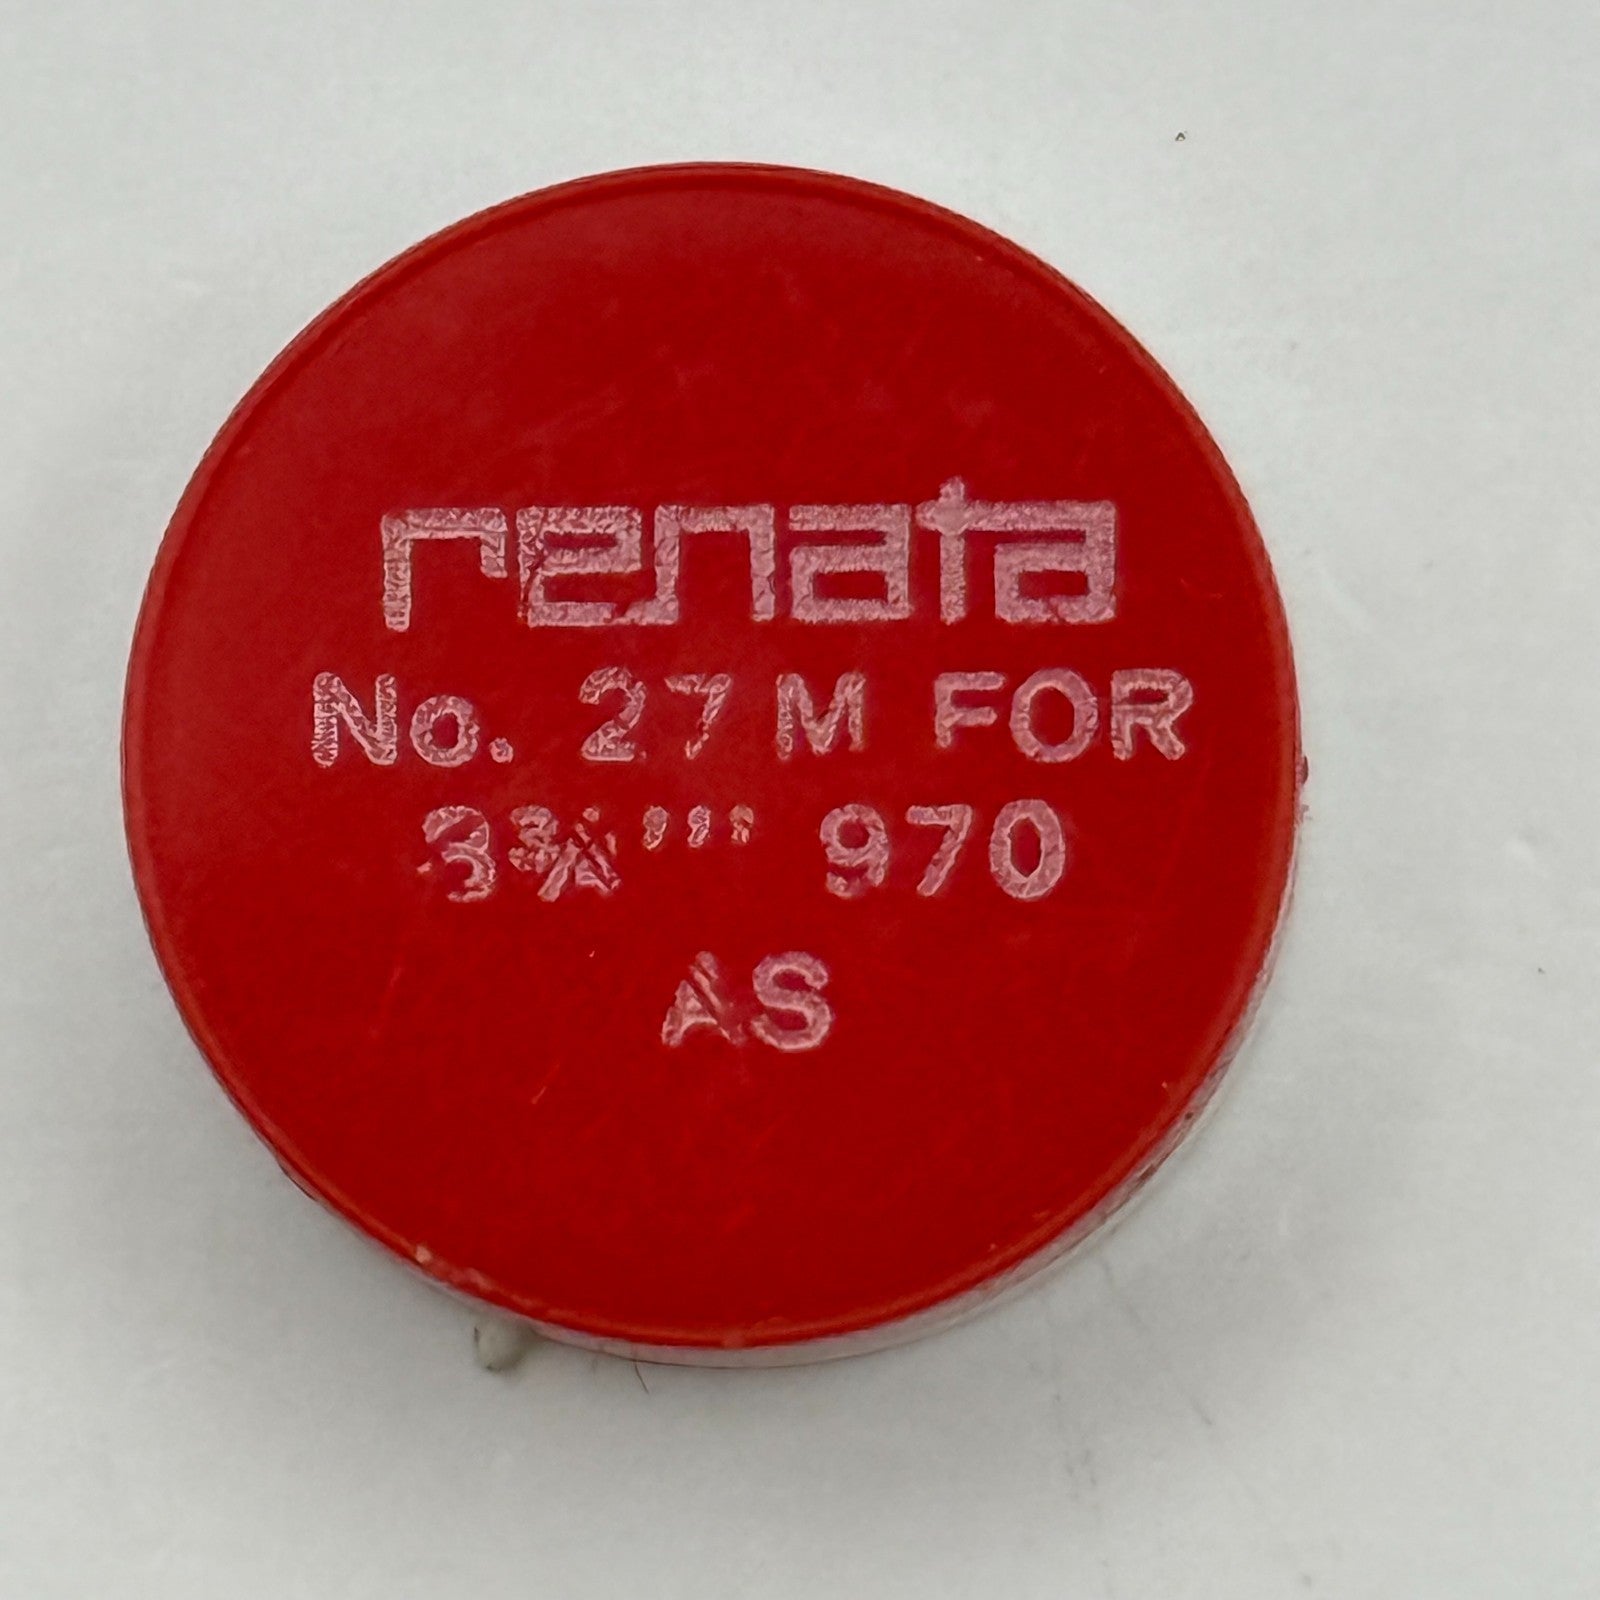 renata
No. 27 M FOR
3¾''' 970
AS